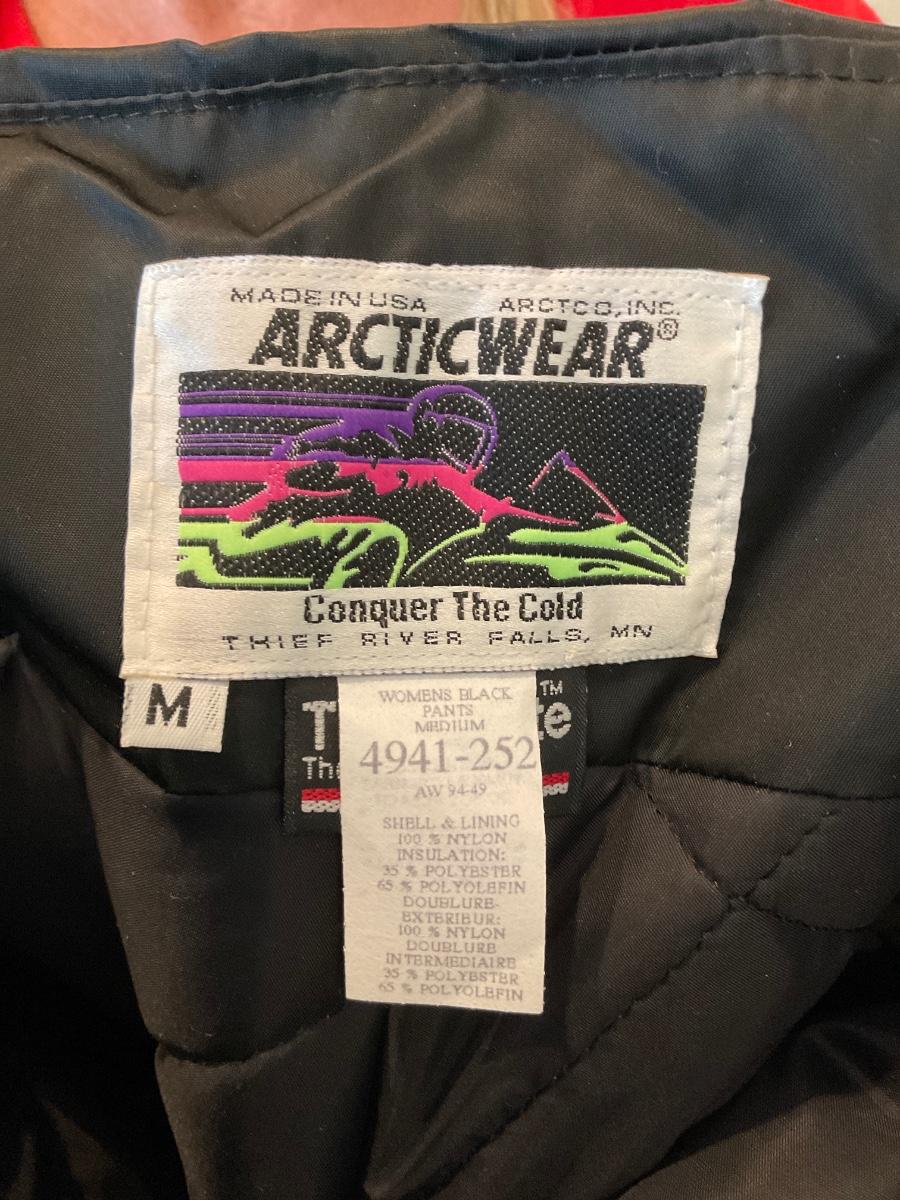 MADE IN USA ARCTCO, INC.
ARCTICWEAR®
Conquer The Cold
THIEF RIVER FALLS, MN
M
TM
WOMENS BLACK
PANTS
MEDIUM
4941-252
AW 94-49
SHELL & LINING
100 % NYLON
INSULATION:
35 % POLYESTER
65 % POLYOLEFIN
DOUBLURE-
EXTERIEUR:
100 % NYLON
DOUBLURE
INTERMEDIAIRE
35 % POLYESTER
65 % POLYOLEFIN